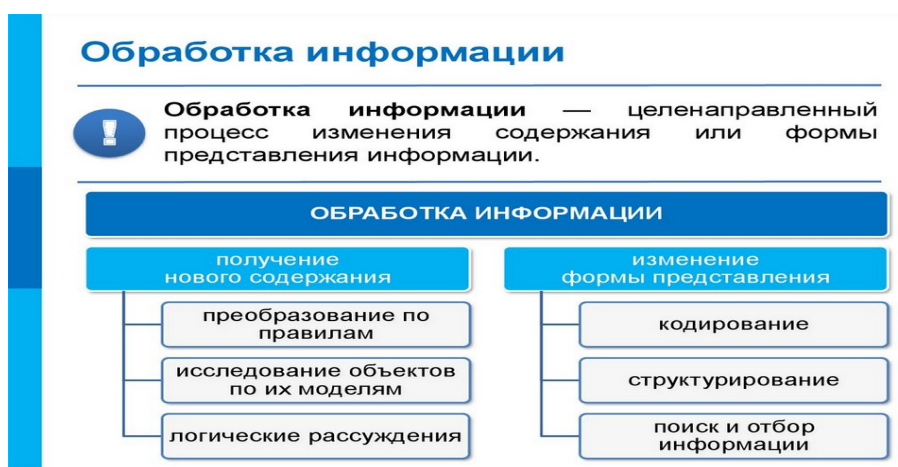 Обработка информации
Обработка информации — целенаправленный
процесс изменения содержания или формы
представления информации.
ОБРАБОТКА ИНФОРМАЦИИ
получение
нового содержания
преобразование по
правилам
исследование объектов
по их моделям
логические рассуждения
изменение
формы представления
кодирование
структурирование
поиск и отбор
информации